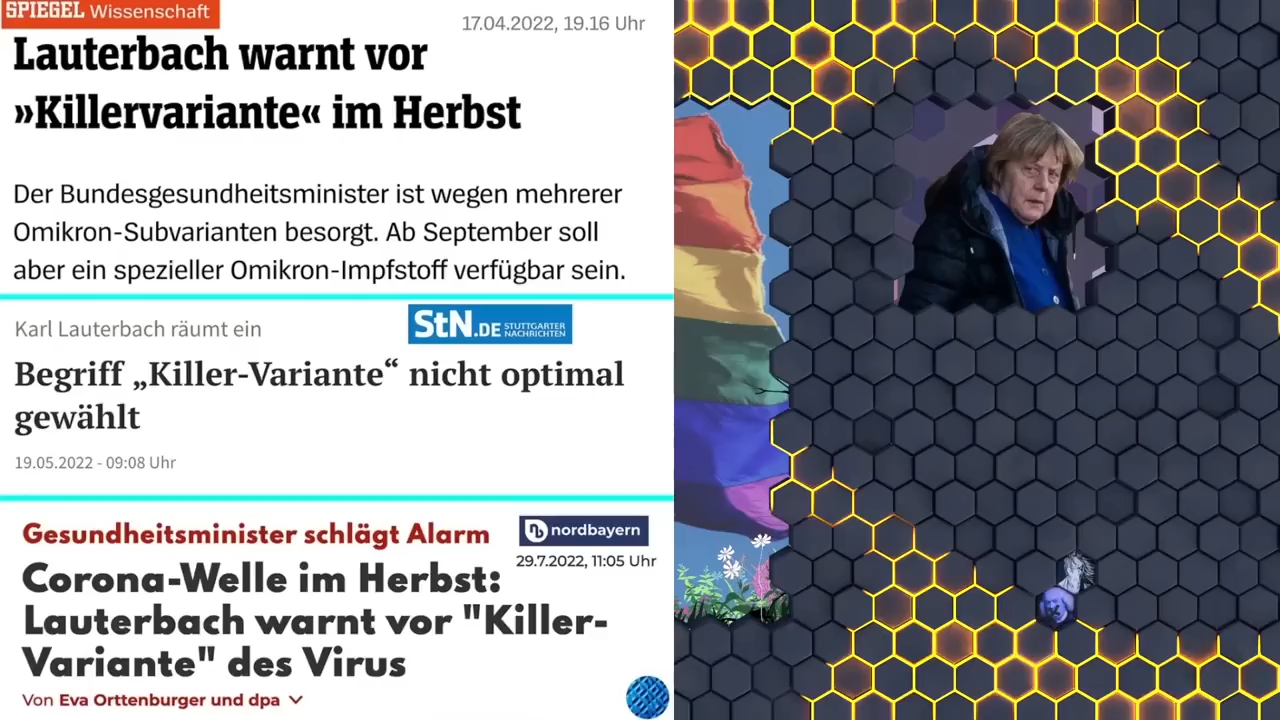 SPIEGEL Wissenschaft
17.04.2022, 19.16 Uhr
Lauterbach warnt vor
»Killervariante« im Herbst
Der Bundesgesundheitsminister ist wegen mehrerer
Omikron-Subvarianten besorgt. Ab September soll
aber ein spezieller Omikron-Impfstoff verfügbar sein.
Karl Lauterbach räumt ein
StN.DE STUTTGARTER
NACHRICHTEN
Begriff „Killer-Variante“ nicht optimal
gewählt
19.05.2022 - 09:08 Uhr
Gesundheitsminister schlägt Alarm
nb nordbayern
29.7.2022, 11:05 Uhr
Corona-Welle im Herbst:
Lauterbach warnt vor "Killer-
Variante" des Virus
Von Eva Orttenburger und dpa